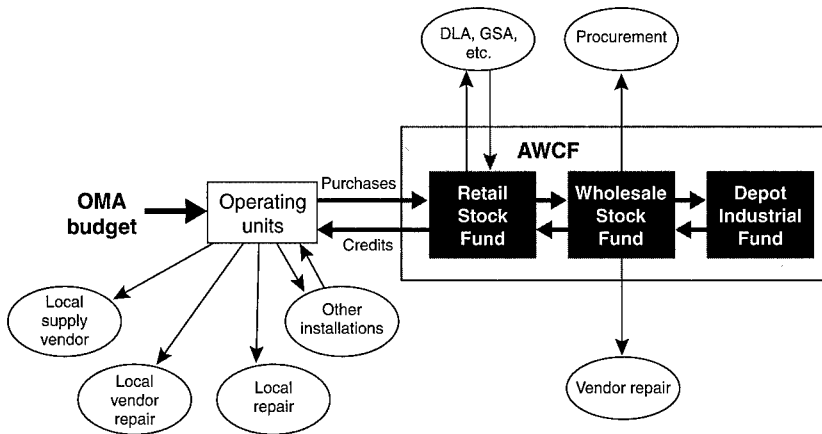 DLA, GSA,
etc.
Procurement
AWCF
OMA
budget
Operating
units
Purchases
Credits
Retail
Stock
Fund
Wholesale
Stock
Fund
Depot
Industrial
Fund
Local
supply
vendor
Local
vendor
repair
Local
repair
Other
installations
Vendor repair